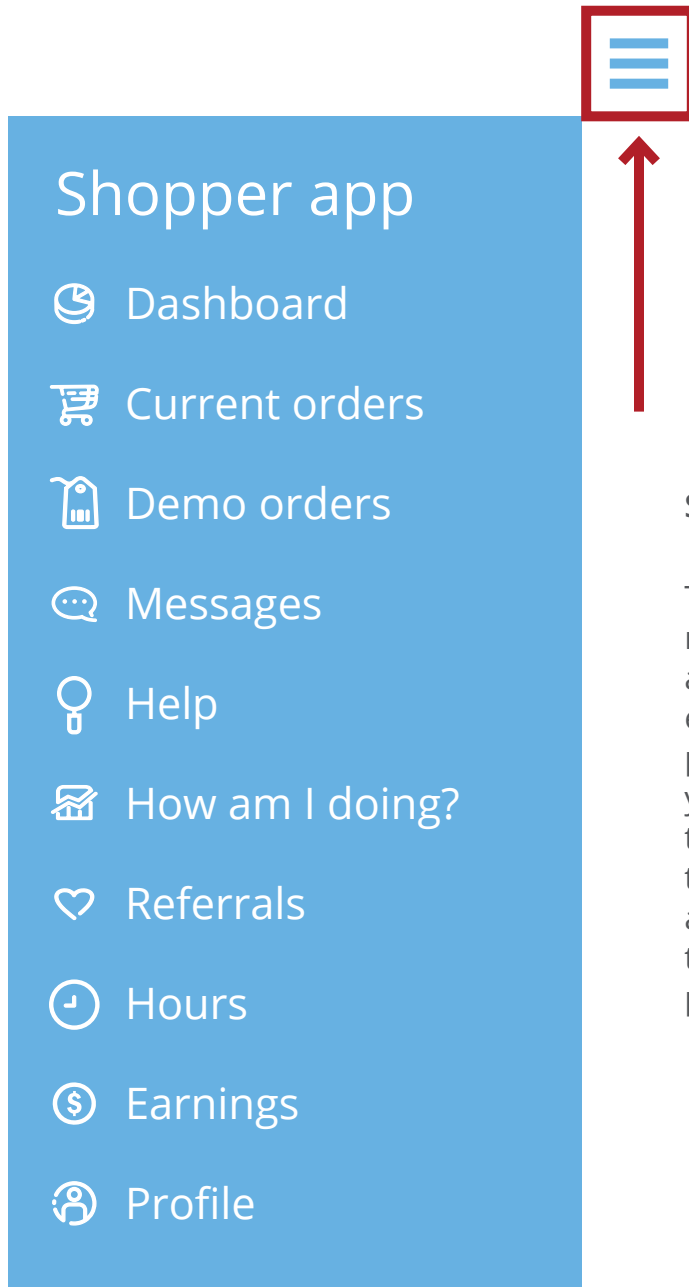 Shopper app
Dashboard
Current orders
Demo orders
Messages
Help
How am I doing?
Referrals
Hours
Earnings
Profile